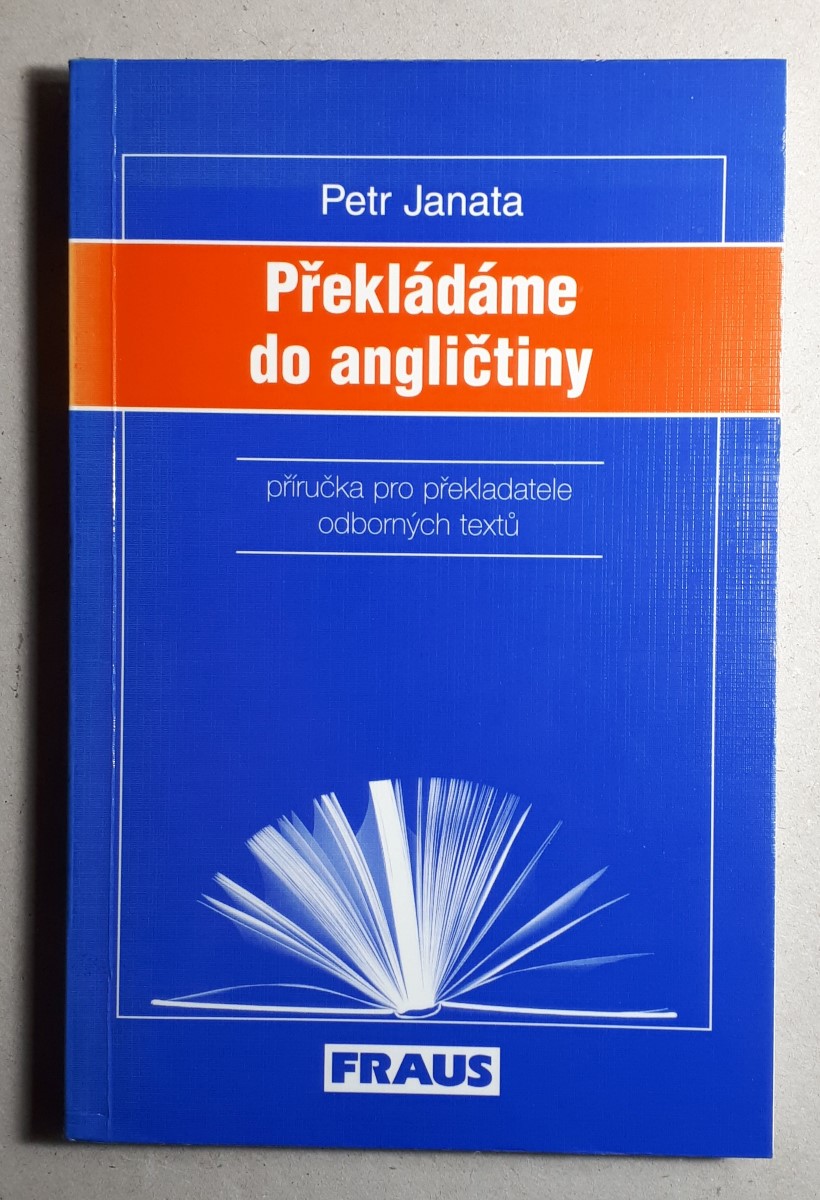 Petr Janata
Překládáme
do angličtiny
příručka pro překladatele
odborných textů
FRAUS